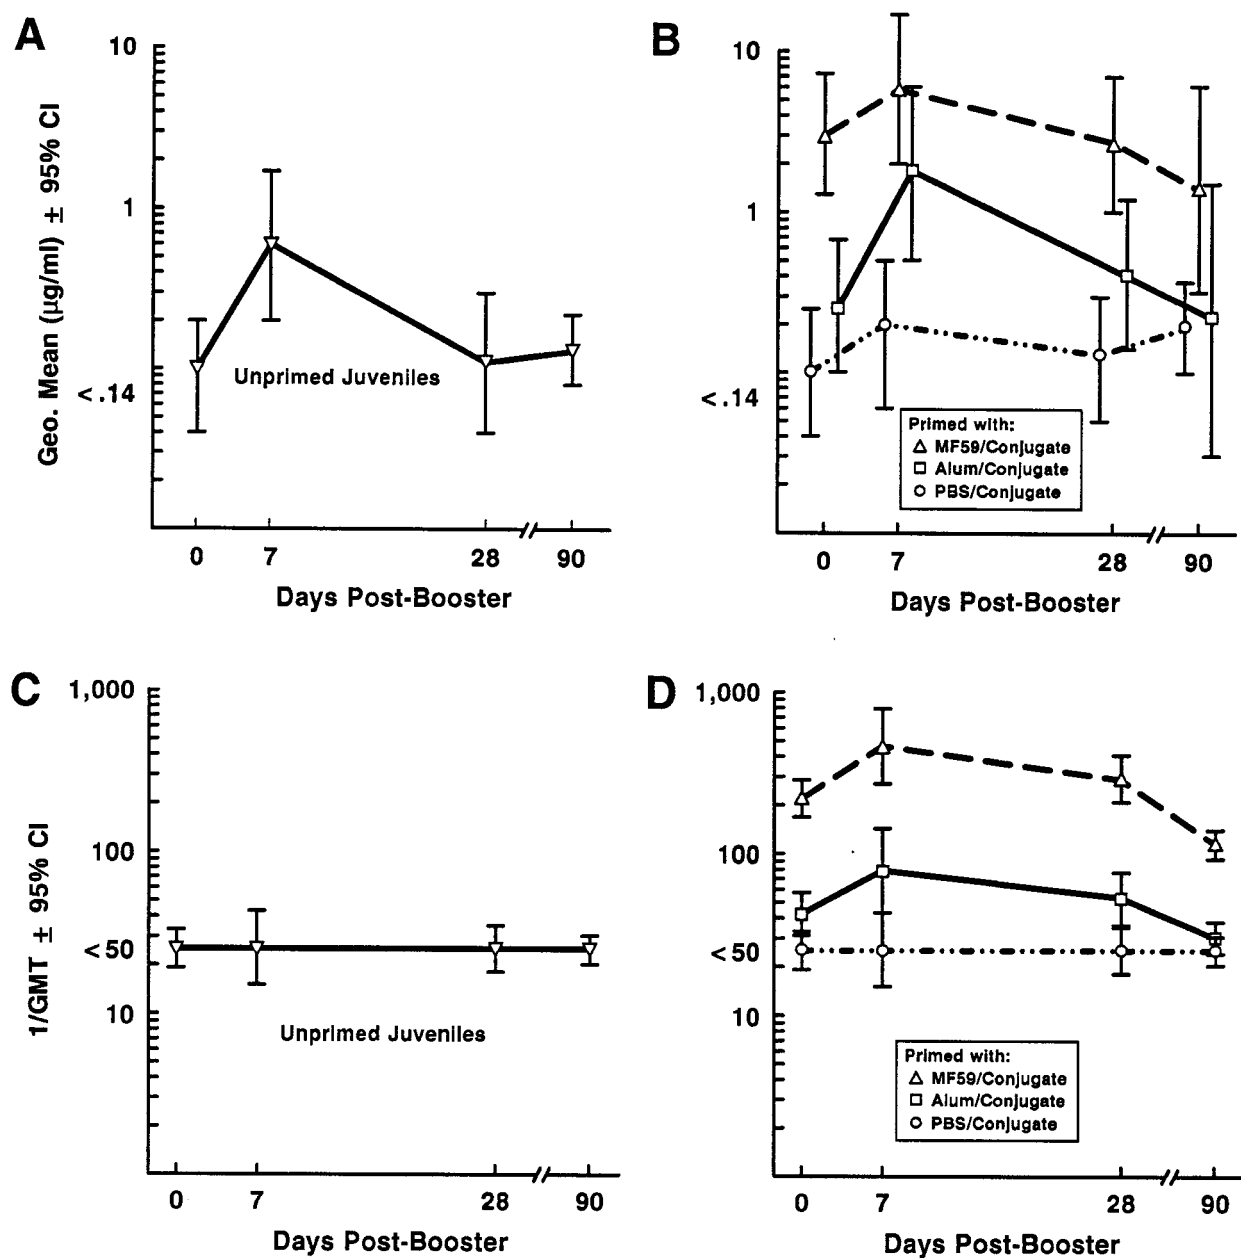 A
10
1
< .14
Geo. Mean (µg/ml) ± 95% CI
Unprimed Juveniles
0 7 28 90
Days Post-Booster
B
10
1
< .14
Primed with:
MF59/Conjugate
Alum/Conjugate
PBS/Conjugate
0 7 28 90
Days Post-Booster
C
1,000
100
< 50
10
1/GMT ± 95% CI
Unprimed Juveniles
0 7 28 90
Days Post-Booster
D
1,000
100
< 50
10
Primed with:
MF59/Conjugate
Alum/Conjugate
PBS/Conjugate
0 7 28 90
Days Post-Booster